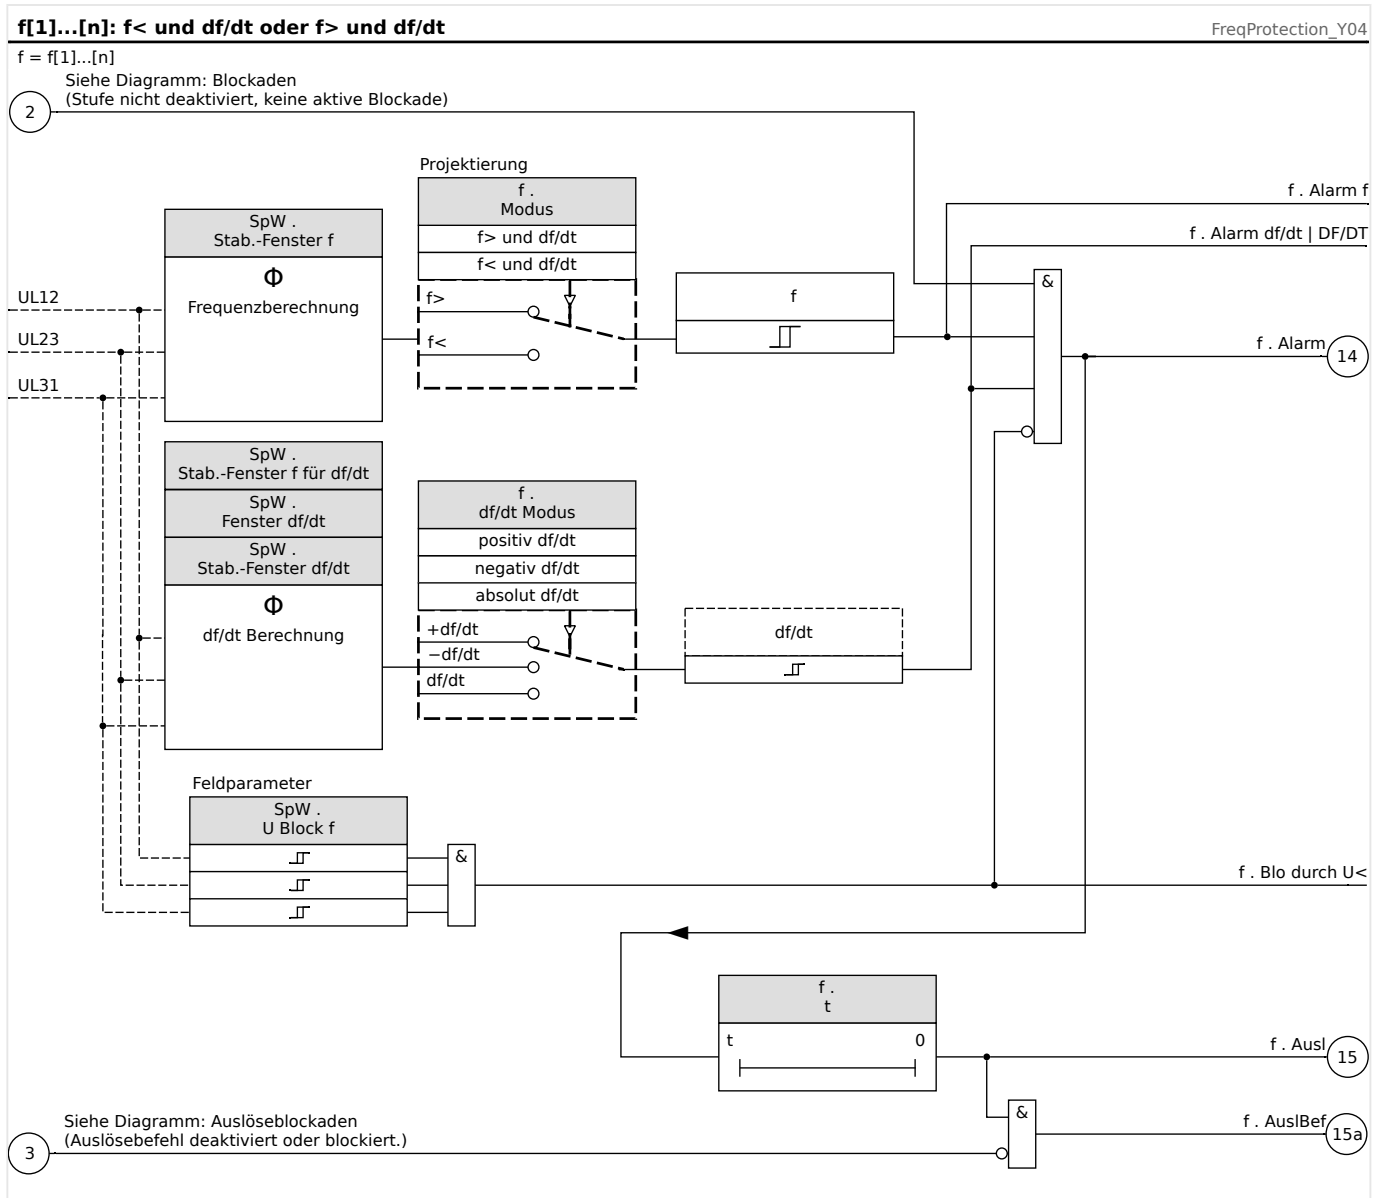 f[1]...[n]: f< und df/dt oder f> und df/dt
FreqProtection_Y04
f = f[1]...[n]
Siehe Diagramm: Blockaden
(Stufe nicht deaktiviert, keine aktive Blockade)
2
Projektierung
f .
Modus
f> und df/dt
f< und df/dt
f>
f<
SpW .
Stab.-Fenster f
Φ
Frequenzberechnung
UL12
UL23
UL31
f
f . Alarm f
f . Alarm df/dt | DF/DT
&
f . Alarm
14
SpW .
Stab.-Fenster f für df/dt
SpW .
Fenster df/dt
SpW .
Stab.-Fenster df/dt
Φ
df/dt Berechnung
f .
df/dt Modus
positiv df/dt
negativ df/dt
absolut df/dt
+df/dt
−df/dt
df/dt
df/dt
Feldparameter
SpW .
U Block f
&
f . Blo durch U<
f .
t
t 0
f . Ausl
15
Siehe Diagramm: Auslöseblockaden
(Auslösebefehl deaktiviert oder blockiert.)
3
&
f . AuslBef
15a